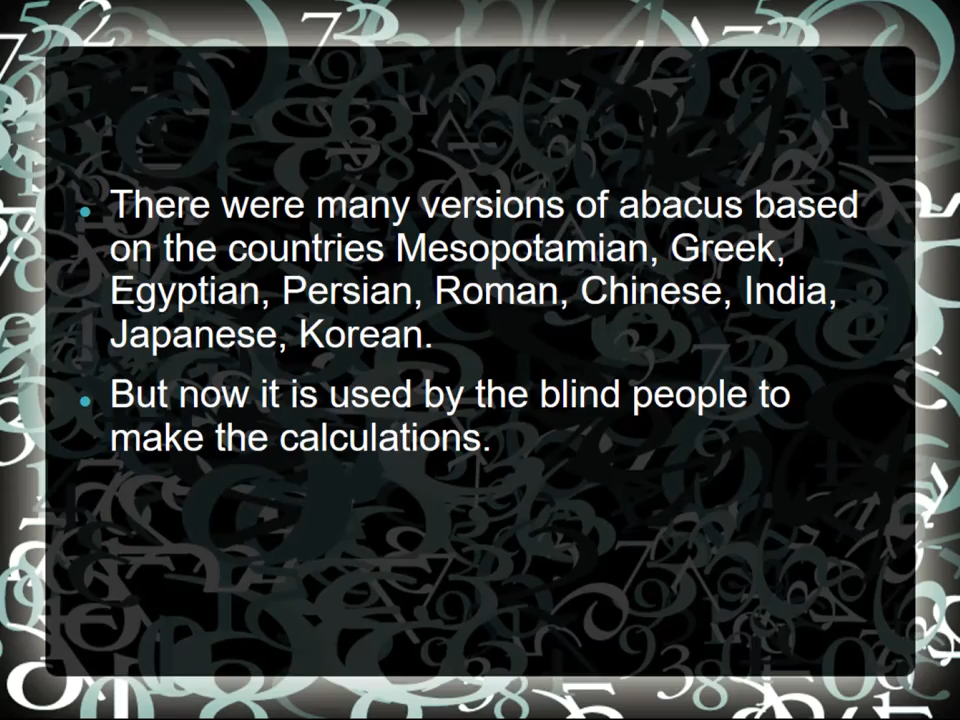 There were many versions of abacus based
on the countries Mesopotamian, Greek,
Egyptian, Persian, Roman, Chinese, India,
Japanese, Korean.
But now it is used by the blind people to
make the calculations.